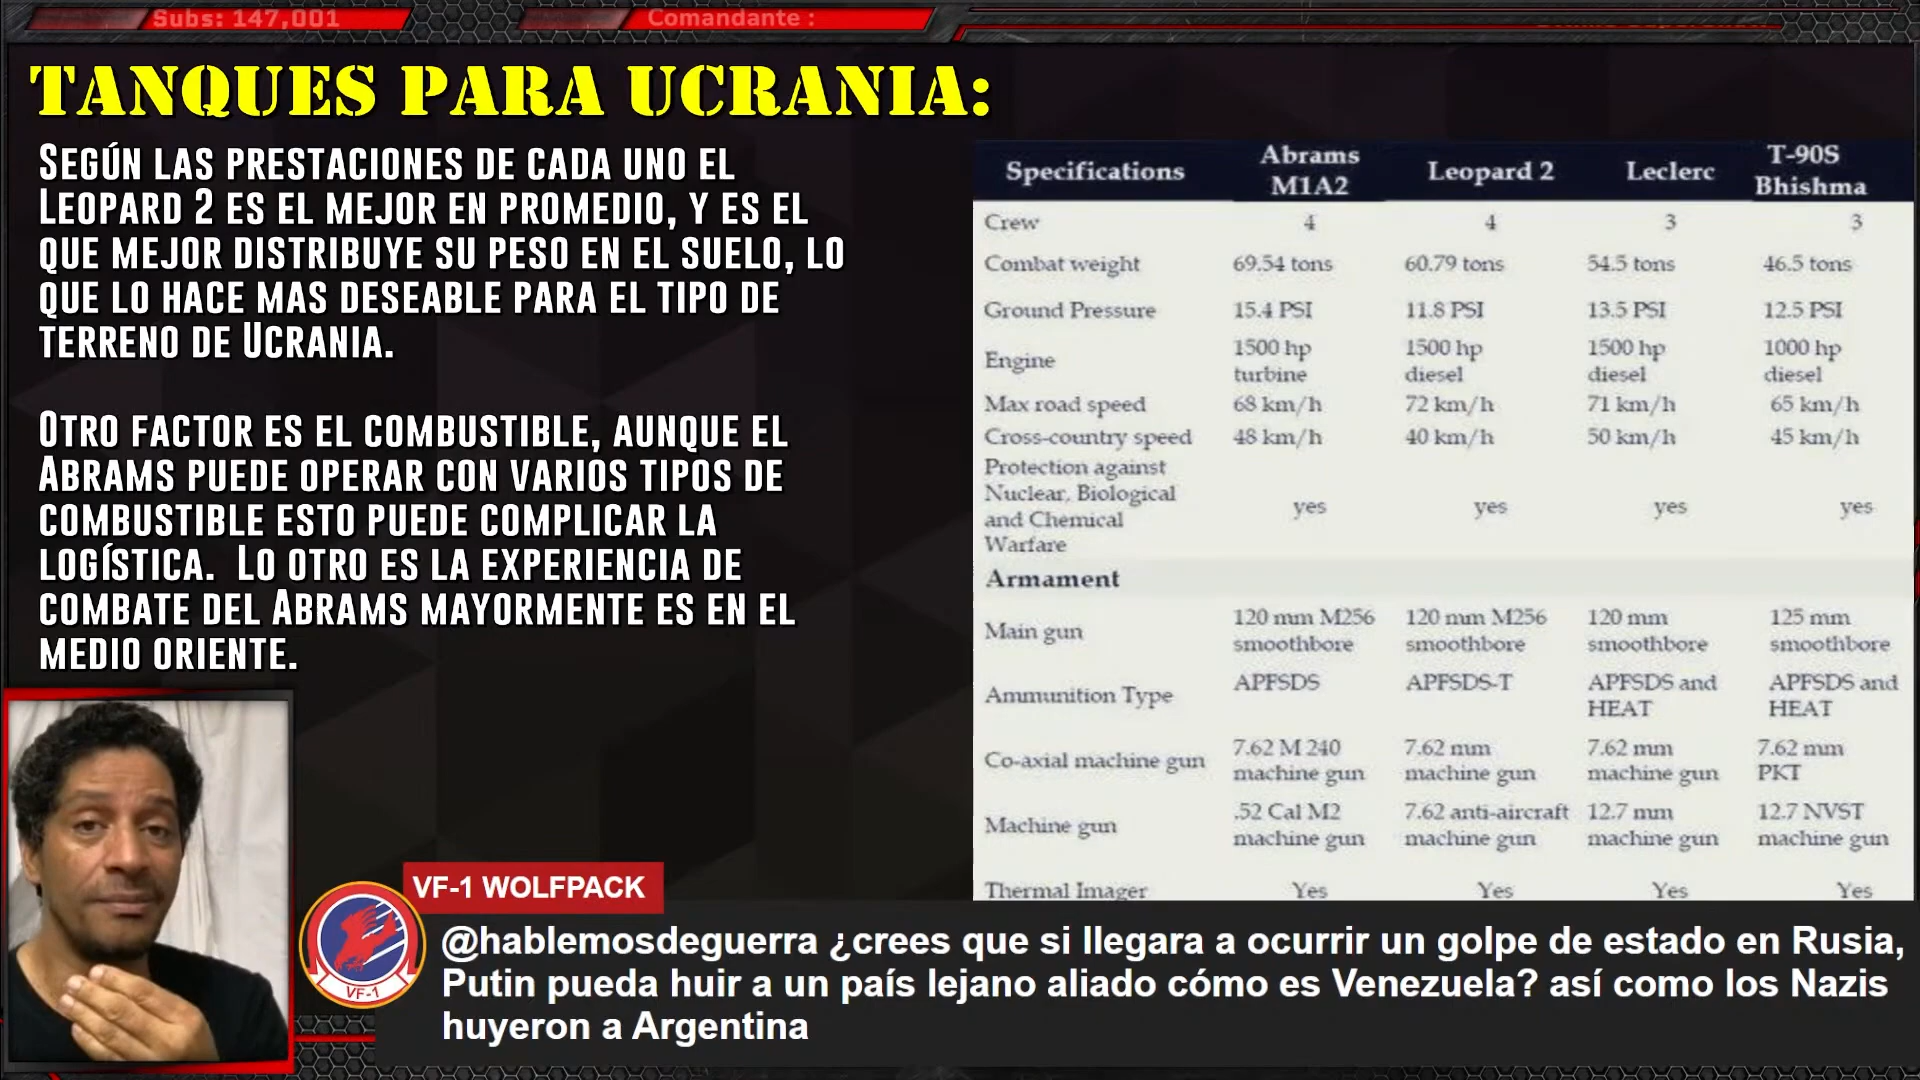 Subs: 147,001
Comandante :
TANQUES PARA UCRANIA:
SEGÚN LAS PRESTACIONES DE CADA UNO EL
LEOPARD 2 ES EL MEJOR EN PROMEDIO, Y ES EL
QUE MEJOR DISTRIBUYE SU PESO EN EL SUELO, LO
QUE LO HACE MAS DESEABLE PARA EL TIPO DE
TERRENO DE UCRANIA.
OTRO FACTOR ES EL COMBUSTIBLE, AUNQUE EL
ABRAMS PUEDE OPERAR CON VARIOS TIPOS DE
COMBUSTIBLE ESTO PUEDE COMPLICAR LA
LOGÍSTICA. LO OTRO ES LA EXPERIENCIA DE
COMBATE DEL ABRAMS MAYORMENTE ES EN EL
MEDIO ORIENTE.
Specifications Abrams M1A2 Leopard 2 Leclerc T-90S Bhishma
Crew 4 4 3 3
Combat weight 69.54 tons 60.79 tons 54.5 tons 46.5 tons
Ground Pressure 15.4 PSI 11.8 PSI 13.5 PSI 12.5 PSI
Engine 1500 hp turbine 1500 hp diesel 1500 hp diesel 1000 hp diesel
Max road speed 68 km/h 72 km/h 71 km/h 65 km/h
Cross-country speed 48 km/h 40 km/h 50 km/h 45 km/h
Protection against
Nuclear, Biological
and Chemical
Warfare
yes yes yes yes
Armament
Main gun 120 mm M256 smoothbore 120 mm M256 smoothbore 120 mm smoothbore 125 mm smoothbore
Ammunition Type APFSDS APFSDS-T APFSDS and HEAT APFSDS and HEAT
Co-axial machine gun 7.62 M 240 machine gun 7.62 mm machine gun 7.62 mm machine gun 7.62 mm PKT
Machine gun .52 Cal M2 machine gun 7.62 anti-aircraft machine gun 12.7 mm machine gun 12.7 NVST machine gun
Thermal Imager Yes Yes Yes Yes
VF-1 WOLFPACK
VF-1
@hablemosdeguerra ¿crees que si llegara a ocurrir un golpe de estado en Rusia,
Putin pueda huir a un país lejano aliado cómo es Venezuela? así como los Nazis
huyeron a Argentina